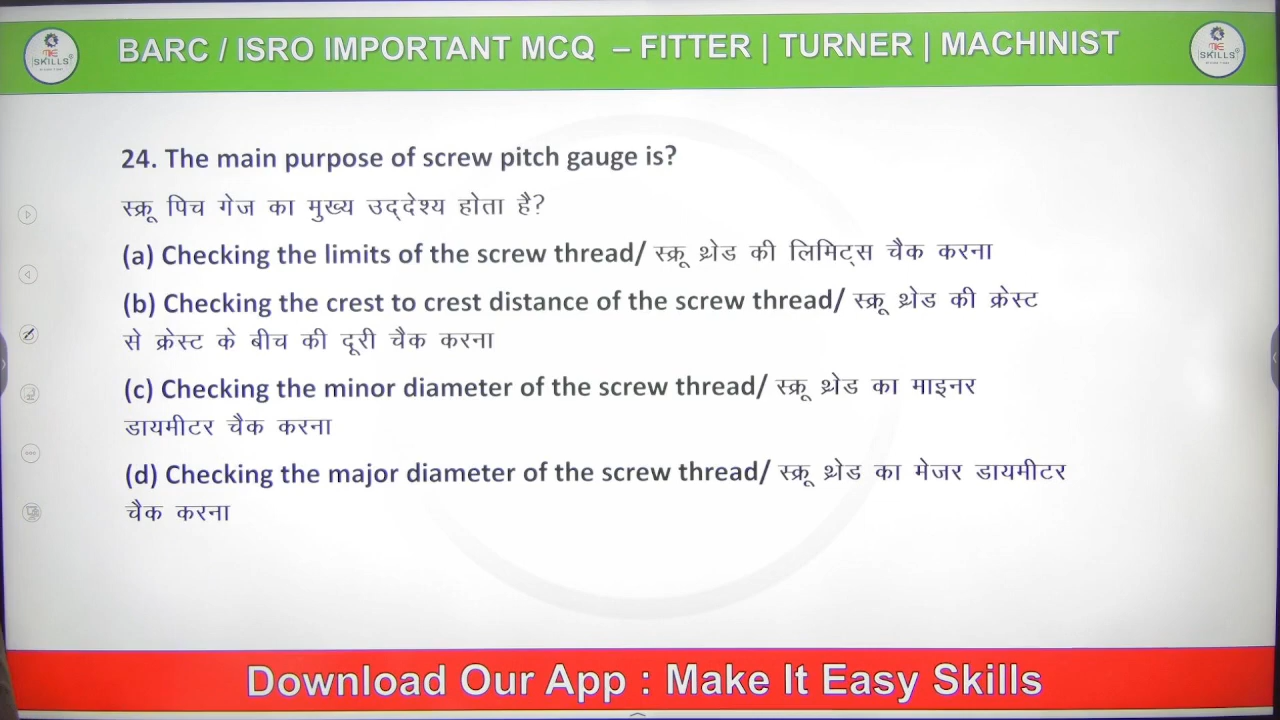 BARC / ISRO IMPORTANT MCQ – FITTER | TURNER | MACHINIST
SKILLS
SKILLS
24. The main purpose of screw pitch gauge is?
स्क्रू पिच गेज का मुख्य उद्देश्य होता है?
(a) Checking the limits of the screw thread/ स्क्रू थ्रेड की लिमिट्स चैक करना
(b) Checking the crest to crest distance of the screw thread/ स्क्रू थ्रेड की क्रेस्ट
से क्रेस्ट के बीच की दूरी चैक करना
(c) Checking the minor diameter of the screw thread/ स्क्रू थ्रेड का माइनर
डायमीटर चैक करना
(d) Checking the major diameter of the screw thread/ स्क्रू थ्रेड का मेजर डायमीटर
चैक करना
Download Our App : Make It Easy Skills